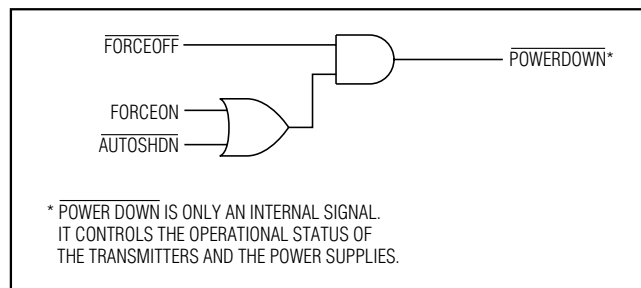 FORCEOFF
POWERDOWN*
FORCEON
AUTOSHDN
* POWER DOWN IS ONLY AN INTERNAL SIGNAL.
IT CONTROLS THE OPERATIONAL STATUS OF
THE TRANSMITTERS AND THE POWER SUPPLIES.